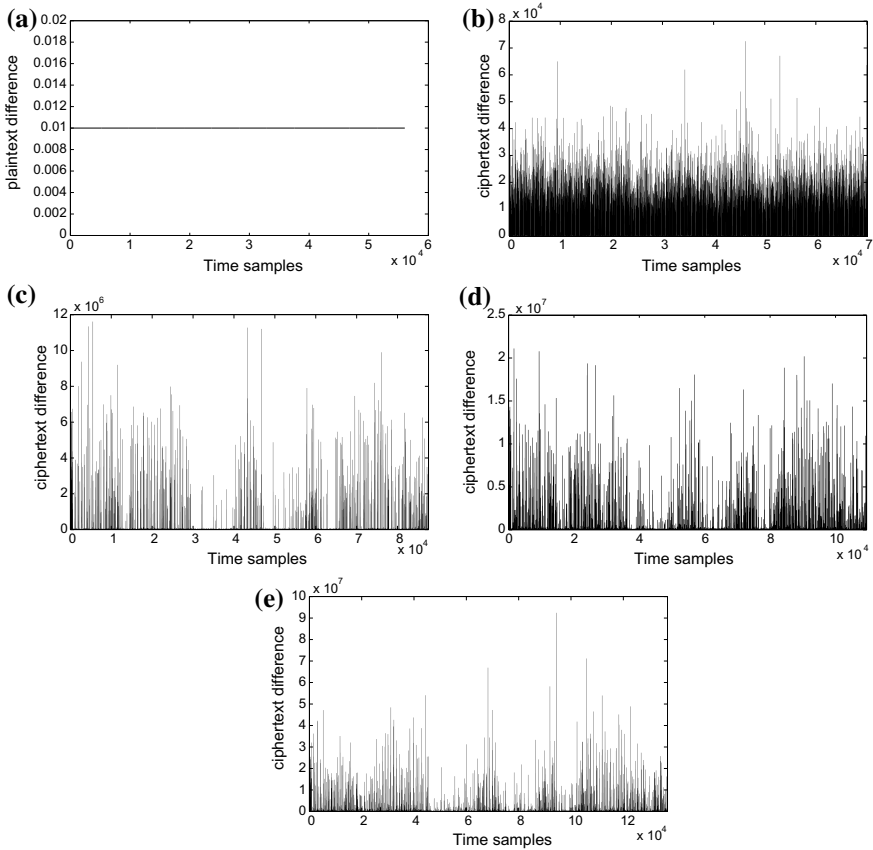 (a)
0.02
0.018
0.016
0.014
0.012
0.01
0.008
0.006
0.004
0.002
0
plaintext difference
0 1 2 3 4 5 6
x 10^4
Time samples
(b)
x 10^4
8
7
6
5
4
3
2
1
0
ciphertext difference
0 1 2 3 4 5 6 70
x 10^4
Time samples
(c)
x 10^6
12
10
8
6
4
2
0
ciphertext difference
0 1 2 3 4 5 6 7 8
x 10^4
Time samples
(d)
x 10^7
2.5
2
1.5
1
0.5
0
ciphertext difference
0 2 4 6 8 10
x 10^4
Time samples
(e)
x 10^7
10
9
8
7
6
5
4
3
2
1
0
ciphertext difference
0 2 4 6 8 10 12
x 10^4
Time samples